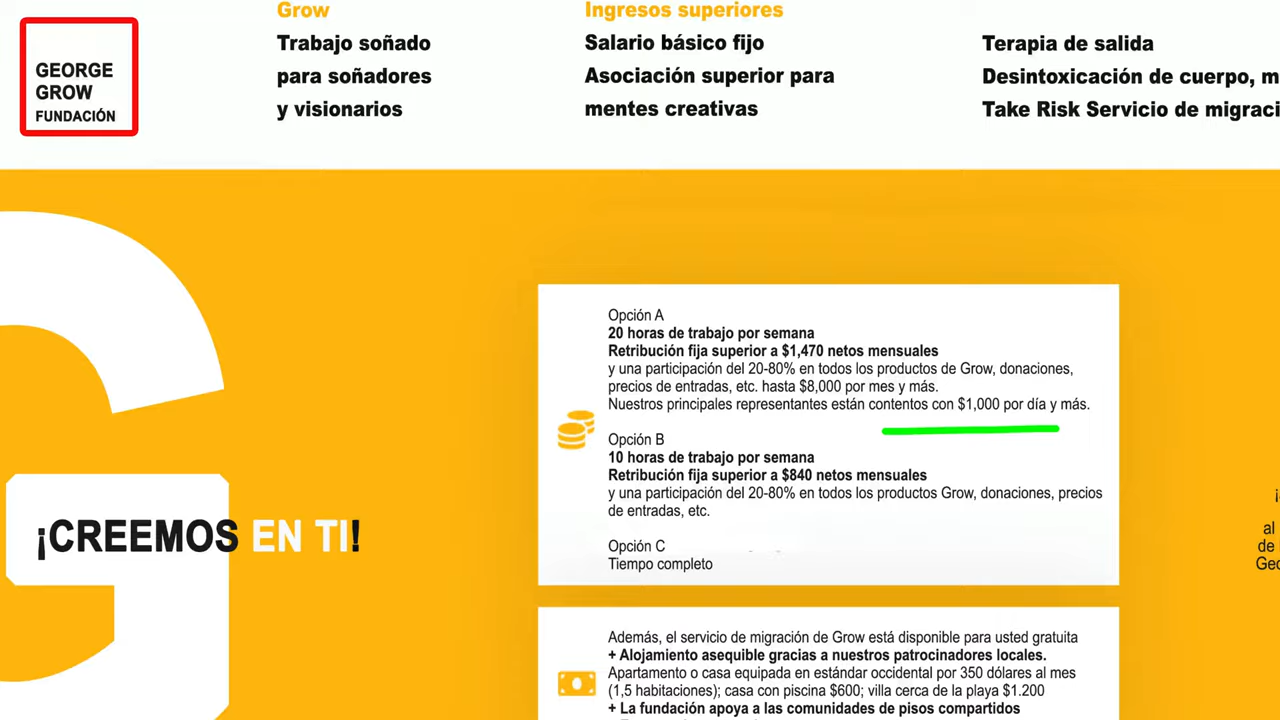 GEORGE
GROW
FUNDACIÓN
Grow
Trabajo soñado
para soñadores
y visionarios
Ingresos superiores
Salario básico fijo
Asociación superior para
mentes creativas
Terapia de salida
Desintoxicación de cuerpo, m
Take Risk Servicio de migraci
¡CREEMOS EN TI!
Opción A
20 horas de trabajo por semana
Retribución fija superior a $1,470 netos mensuales
y una participación del 20-80% en todos los productos de Grow, donaciones,
precios de entradas, etc. hasta $8,000 por mes y más.
Nuestros principales representantes están contentos con $1,000 por día y más.
Opción B
10 horas de trabajo por semana
Retribución fija superior a $840 netos mensuales
y una participación del 20-80% en todos los productos Grow, donaciones, precios
de entradas, etc.
Opción C
Tiempo completo
Además, el servicio de migración de Grow está disponible para usted gratuita
+ Alojamiento asequible gracias a nuestros patrocinadores locales.
Apartamento o casa equipada en estándar occidental por 350 dólares al mes
(1,5 habitaciones); casa con piscina $600; villa cerca de la playa $1.200
+ La fundación apoya a las comunidades de pisos compartidos
al
de
Geo